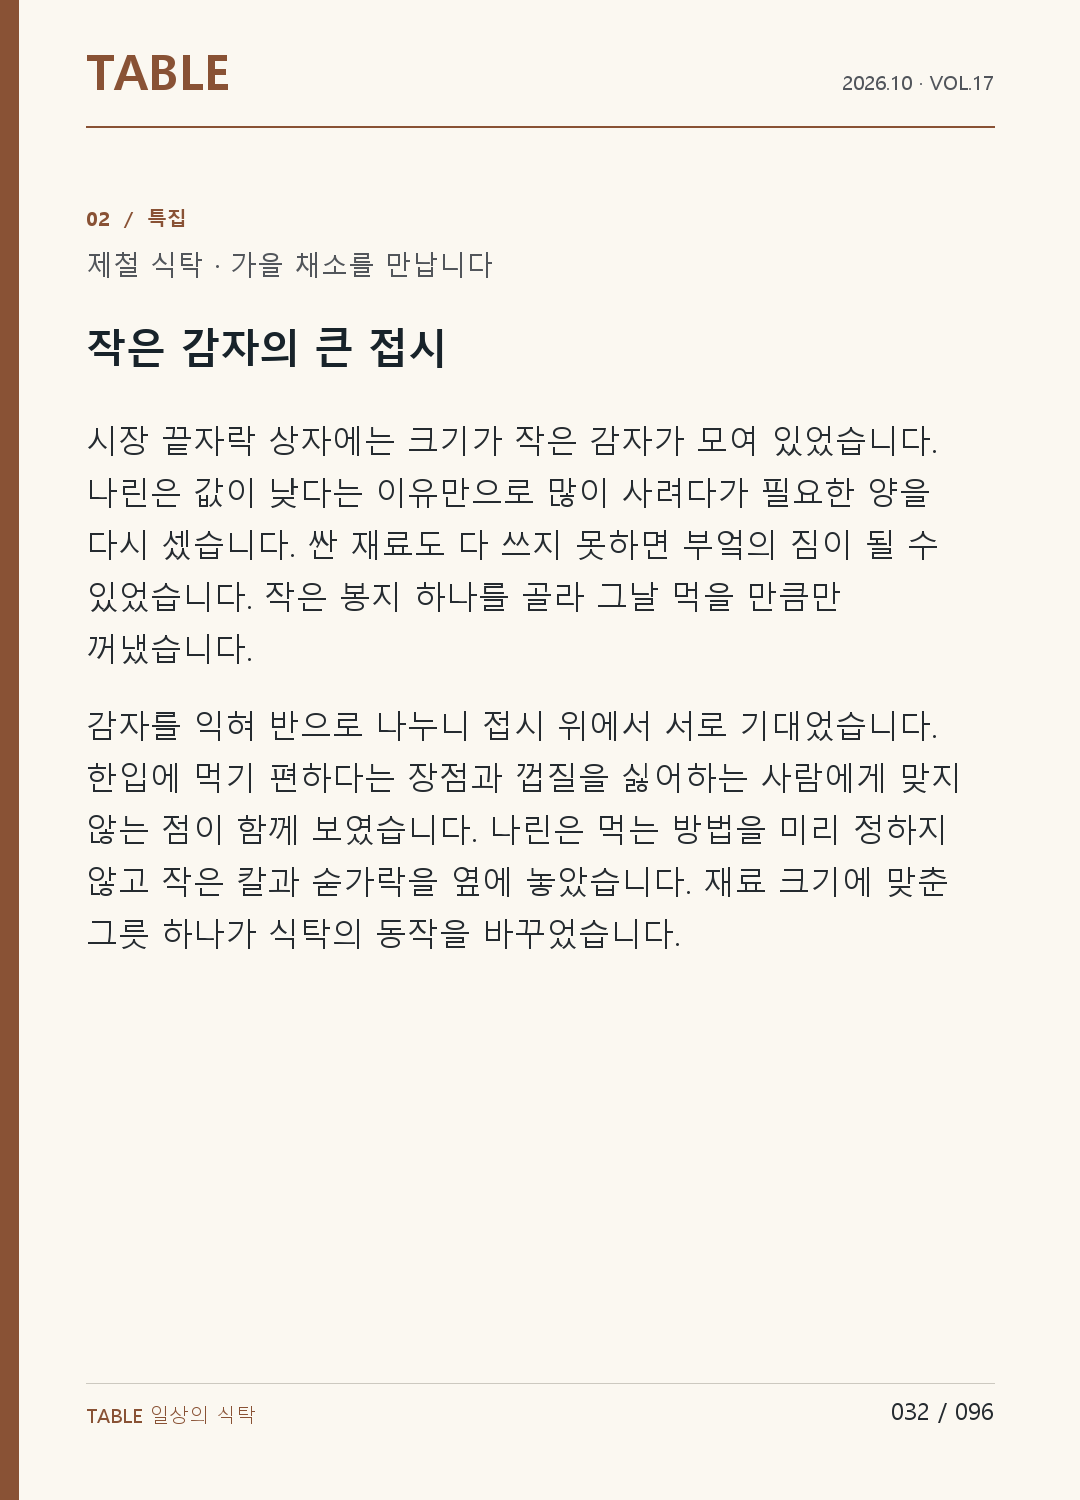 TABLE
2026.10 · VOL.17
02 / 특집
제철 식탁 · 가을 채소를 만납니다
작은 감자의 큰 접시
시장 끝자락 상자에는 크기가 작은 감자가 모여 있었습니다.
나린은 값이 낮다는 이유만으로 많이 사려다가 필요한 양을
다시 셌습니다. 싼 재료도 다 쓰지 못하면 부엌의 짐이 될 수
있었습니다. 작은 봉지 하나를 골라 그날 먹을 만큼만
꺼냈습니다.
감자를 익혀 반으로 나누니 접시 위에서 서로 기대었습니다.
한입에 먹기 편하다는 장점과 껍질을 싫어하는 사람에게 맞지
않는 점이 함께 보였습니다. 나린은 먹는 방법을 미리 정하지
않고 작은 칼과 숟가락을 옆에 놓았습니다. 재료 크기에 맞춘
그릇 하나가 식탁의 동작을 바꾸었습니다.
TABLE 일상의 식탁
032 / 096